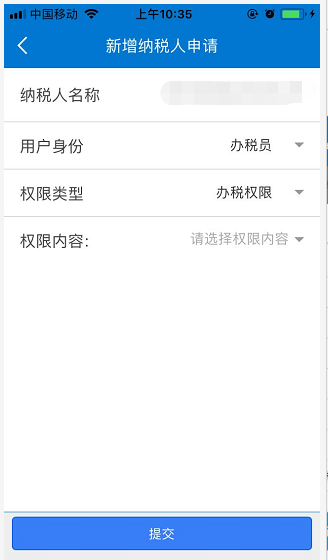 中国移动 上午10:35
新增纳税人申请
纳税人名称
用户身份 办税员
权限类型 办税权限
权限内容: 请选择权限内容
提交